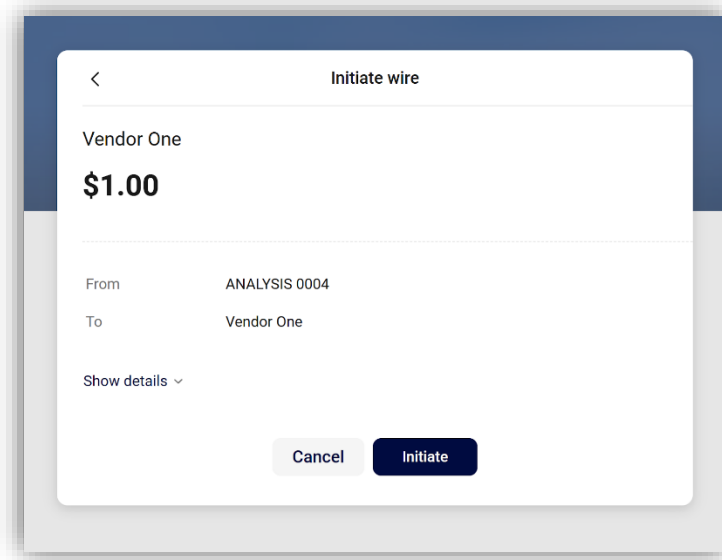 Initiate wire
Vendor One
$1.00
From ANALYSIS 0004
To Vendor One
Show details
Cancel Initiate